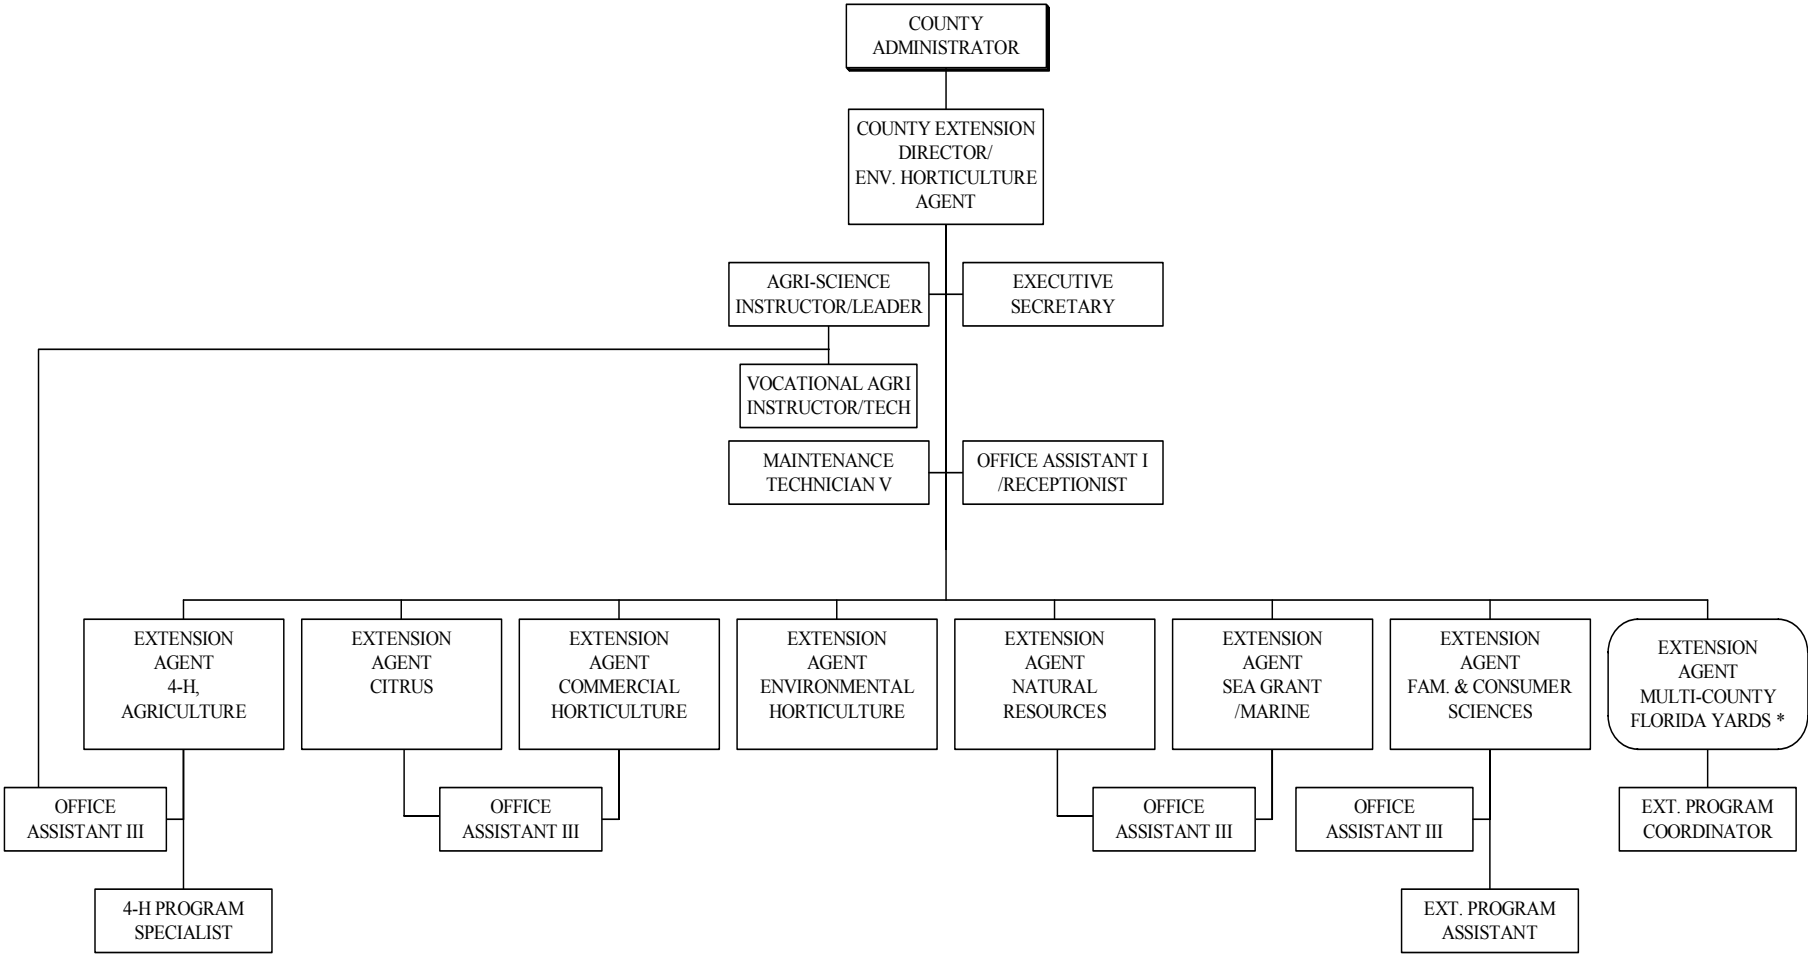 COUNTY
ADMINISTRATOR
COUNTY EXTENSION
DIRECTOR/
ENV. HORTICULTURE
AGENT
AGRI-SCIENCE
INSTRUCTOR/LEADER
EXECUTIVE
SECRETARY
VOCATIONAL AGRI
INSTRUCTOR/TECH
MAINTENANCE
TECHNICIAN V
OFFICE ASSISTANT I
/RECEPTIONIST
EXTENSION
AGENT
4-H,
AGRICULTURE
EXTENSION
AGENT
CITRUS
EXTENSION
AGENT
COMMERCIAL
HORTICULTURE
EXTENSION
AGENT
ENVIRONMENTAL
HORTICULTURE
EXTENSION
AGENT
NATURAL
RESOURCES
EXTENSION
AGENT
SEA GRANT
/MARINE
EXTENSION
AGENT
FAM. & CONSUMER
SCIENCES
EXTENSION
AGENT
MULTI-COUNTY
FLORIDA YARDS *
OFFICE
ASSISTANT III
OFFICE
ASSISTANT III
OFFICE
ASSISTANT III
OFFICE
ASSISTANT III
EXT. PROGRAM
COORDINATOR
4-H PROGRAM
SPECIALIST
EXT. PROGRAM
ASSISTANT